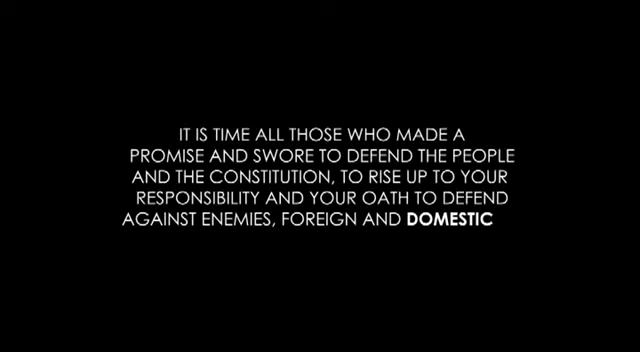 IT IS TIME ALL THOSE WHO MADE A
PROMISE AND SWORE TO DEFEND THE PEOPLE
AND THE CONSTITUTION, TO RISE UP TO YOUR
RESPONSIBILITY AND YOUR OATH TO DEFEND
AGAINST ENEMIES, FOREIGN AND DOMESTIC